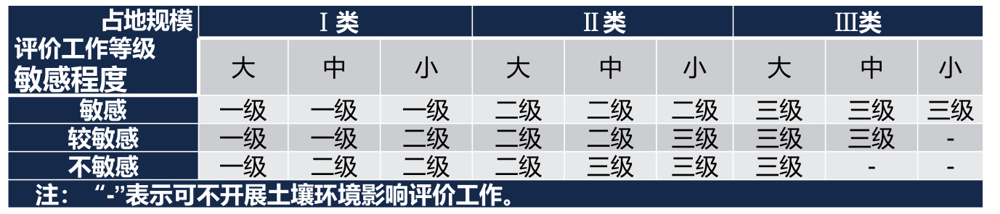 占地规模 Ⅰ 类 Ⅱ 类 Ⅲ类
评价工作等级
敏感程度 大 中 小 大 中 小 大 中 小
敏感 一级 一级 一级 二级 二级 二级 三级 三级 三级
较敏感 一级 一级 二级 二级 二级 三级 三级 三级 -
不敏感 一级 二级 二级 二级 三级 三级 三级 - -
注：“-”表示可不开展土壤环境影响评价工作。